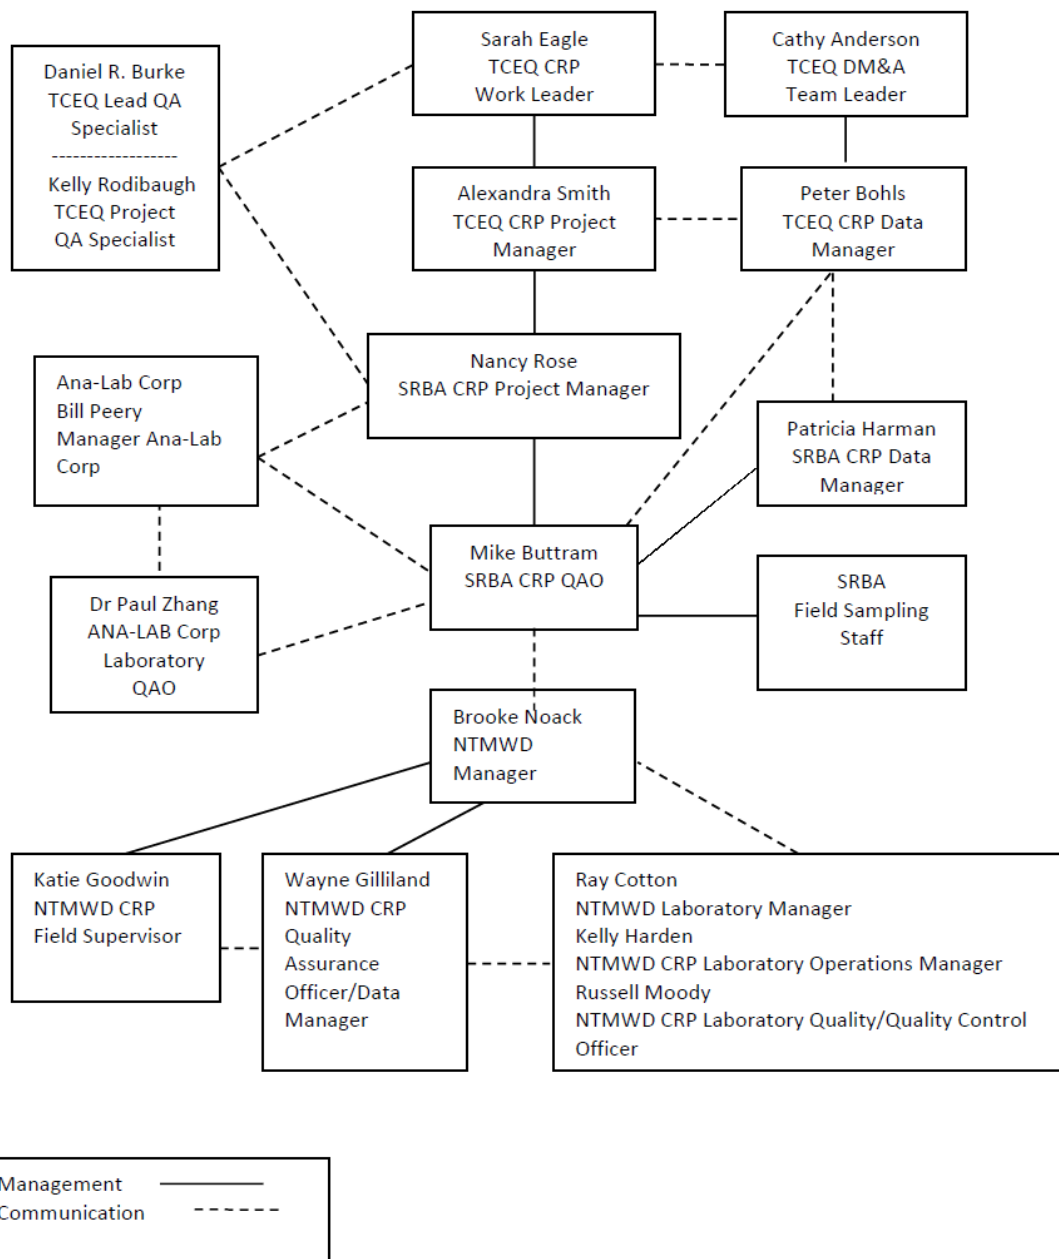 Daniel R. Burke
TCEQ Lead QA
Specialist
------------------
Kelly Rodibaugh
TCEQ Project
QA Specialist
Sarah Eagle
TCEQ CRP
Work Leader
Cathy Anderson
TCEQ DM&A
Team Leader
Alexandra Smith
TCEQ CRP Project
Manager
Peter Bohls
TCEQ CRP Data
Manager
Nancy Rose
SRBA CRP Project Manager
Ana-Lab Corp
Bill Peery
Manager Ana-Lab
Corp
Patricia Harman
SRBA CRP Data
Manager
Mike Buttram
SRBA CRP QAO
Dr Paul Zhang
ANA-LAB Corp
Laboratory
QAO
SRBA
Field Sampling
Staff
Brooke Noack
NTMWD
Manager
Katie Goodwin
NTMWD CRP
Field Supervisor
Wayne Gilliland
NTMWD CRP
Quality
Assurance
Officer/Data
Manager
Ray Cotton
NTMWD Laboratory Manager
Kelly Harden
NTMWD CRP Laboratory Operations Manager
Russell Moody
NTMWD CRP Laboratory Quality/Quality Control
Officer
Management
Communication